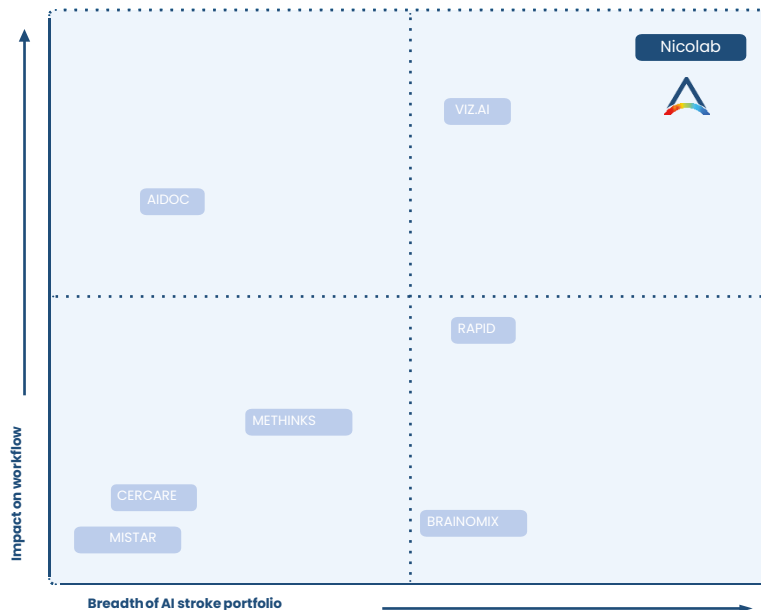 Nicolab
VIZ.AI
AIDOC
RAPID
METHINKS
CERCARE
BRAINOMIX
MISTAR
Impact on workflow
Breadth of AI stroke portfolio